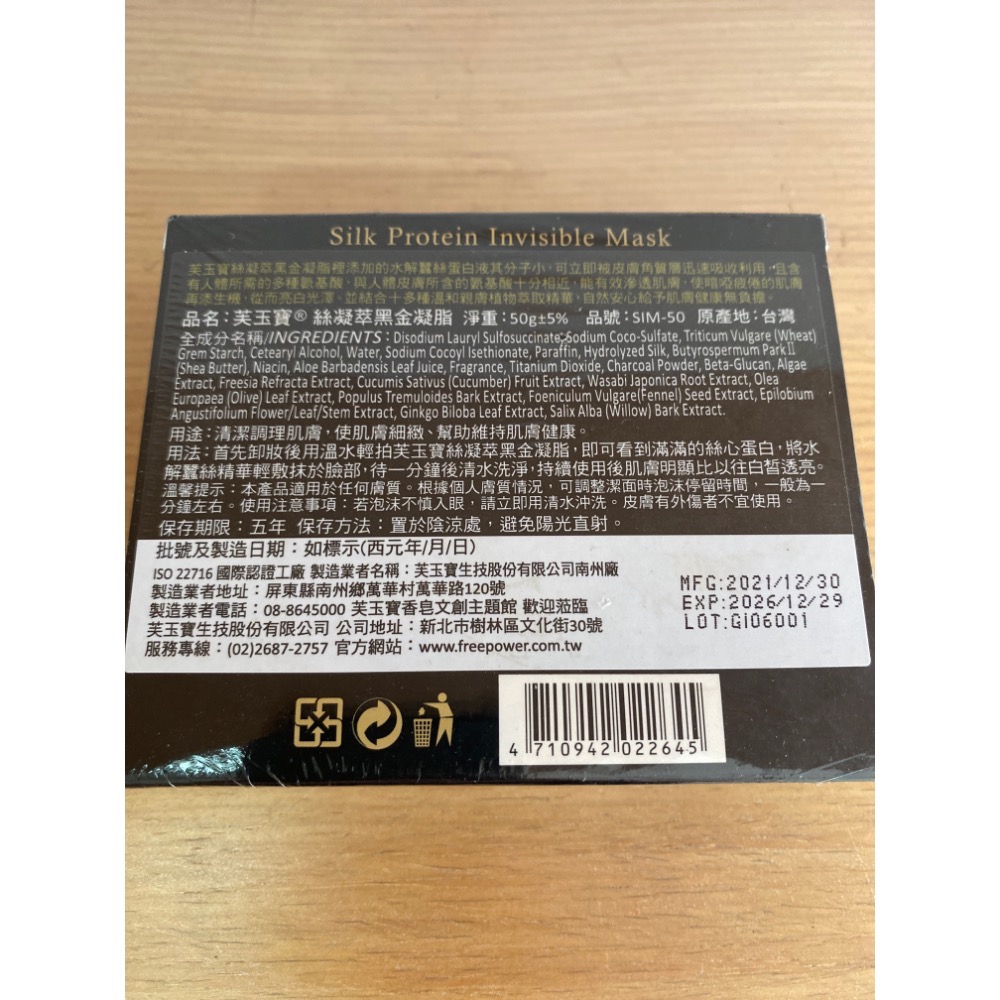 Silk Protein Invisible Mask
芙玉寶絲凝萃黑金凝脂裡添加的水解蠶絲蛋白液其分子小,可立即被皮膚角質層迅速吸收利用,且含
有人體所需的多種氨基酸,與人體皮膚所含的氨基酸十分相近,能有效滲透肌膚,使暗啞疲倦的肌膚
再添生機,從而亮白光澤,並結合十多種溫和親膚植物萃取精華,自然安心給予肌膚健康無負擔。
品名:芙玉寶® 絲凝萃黑金凝脂 淨重:50g±5% 品號:SIM-50 原產地:台灣
全成分名稱/INGREDIENTS:Disodium Lauryl Sulfosuccinate,Sodium Coco-Sulfate, Triticum Vulgare (Wheat)
Grem Starch, Cetearyl Alcohol, Water, Sodium Cocoyl Isethionate, Paraffin, Hydrolyzed Silk, Butyrospermum ParkⅡ
(Shea Butter), Niacin, Aloe Barbadensis Leaf Juice, Fragrance, Titanium Dioxide, Charcoal Powder, Beta-Glucan, Algae
Extract, Freesia Refracta Extract, Cucumis Sativus (Cucumber) Fruit Extract, Wasabi Japonica Root Extract, Olea
Europaea (Olive) Leaf Extract, Populus Tremuloides Bark Extract, Foeniculum Vulgare(Fennel) Seed Extract, Epilobium
Angustifolium Flower/Leaf/Stem Extract, Ginkgo Biloba Leaf Extract, Salix Alba (Willow) Bark Extract.
用途:清潔調理肌膚,使肌膚細緻、幫助維持肌膚健康。
用法:首先卸妝後用溫水輕拍芙玉寶絲凝萃黑金凝脂,即可看到滿滿的絲心蛋白,將水
解蠶絲精華輕敷抹於臉部,待一分鐘後清水洗淨,持續使用後肌膚明顯比以往白皙透亮。
溫馨提示:本產品適用於任何膚質。根據個人膚質情況,可調整潔面時泡沫停留時間,一般為一
分鐘左右。使用注意事項:若泡沫不慎入眼,請立即用清水沖洗。皮膚有外傷者不宜使用。
保存期限:五年 保存方法:置於陰涼處,避免陽光直射。
批號及製造日期:如標示(西元年/月/日)
ISO 22716 國際認證工廠 製造業者名稱:芙玉寶生技股份有限公司南州廠
製造業者地址:屏東縣南州鄉萬華村萬華路120號
製造業者電話:08-8645000 芙玉寶香皂文創主題館 歡迎蒞臨
芙玉寶生技股份有限公司 公司地址:新北市樹林區文化街30號
服務專線:(02)2687-2757 官方網站:www.freepower.com.tw
MFG:2021/12/30
EXP:2026/12/29
LOT:GI06001
4 710942 022645